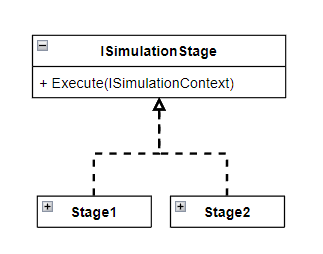 ISimulationStage
+ Execute(ISimulationContext)
Stage1
Stage2